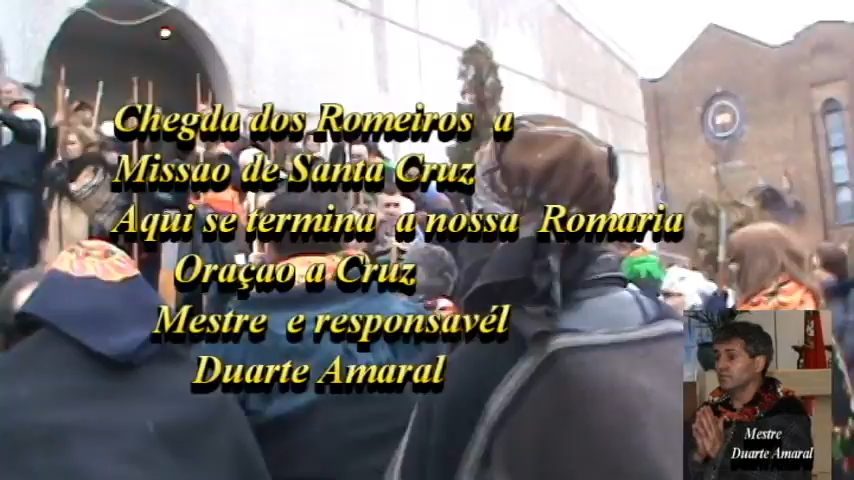 Chegda dos Romeiros a
Missao de Santa Cruz
Aqui se termina a nossa Romaria
Oraçao a Cruz
Mestre e responsavél
Duarte Amaral
Mestre
Duarte Amaral